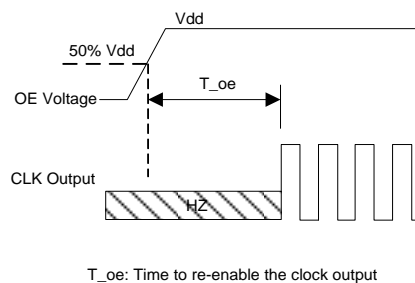 Vdd
50% Vdd
T_oe
OE Voltage
CLK Output
HZ
T_oe: Time to re-enable the clock output